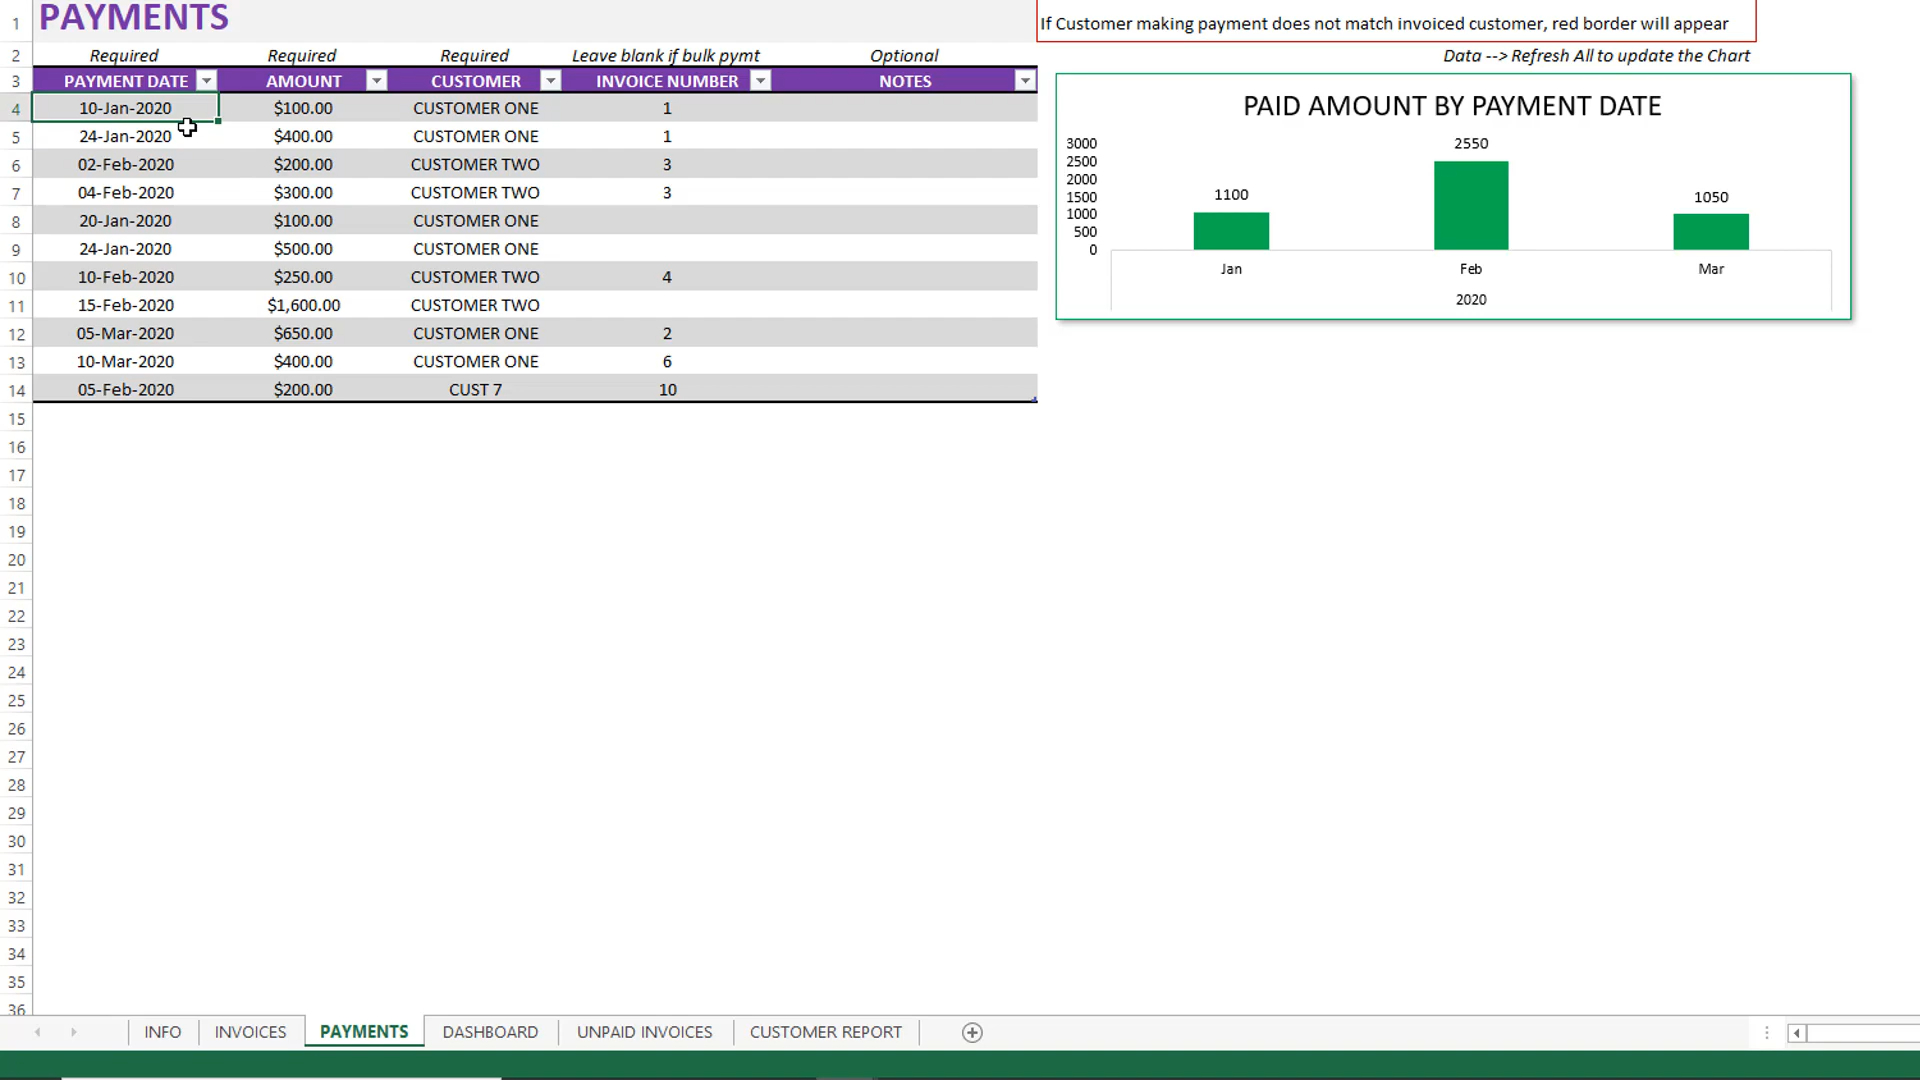 1 PAYMENTS If Customer making payment does not match invoiced customer, red border will appear
2 Required Required Required Leave blank if bulk pymt Optional Data --> Refresh All to update the Chart
3 PAYMENT DATE AMOUNT CUSTOMER INVOICE NUMBER NOTES
4 10-Jan-2020 $100.00 CUSTOMER ONE 1
5 24-Jan-2020 $400.00 CUSTOMER ONE 1
6 02-Feb-2020 $200.00 CUSTOMER TWO 3
7 04-Feb-2020 $300.00 CUSTOMER TWO 3
8 20-Jan-2020 $100.00 CUSTOMER ONE
9 24-Jan-2020 $500.00 CUSTOMER ONE
10 10-Feb-2020 $250.00 CUSTOMER TWO 4
11 15-Feb-2020 $1,600.00 CUSTOMER TWO
12 05-Mar-2020 $650.00 CUSTOMER ONE 2
13 10-Mar-2020 $400.00 CUSTOMER ONE 6
14 05-Feb-2020 $200.00 CUST 7 10
PAID AMOUNT BY PAYMENT DATE
3000
2500
2000
1500
1000
500
0
1100 2550 1050
Jan Feb Mar
2020
15
16
17
18
19
20
21
22
23
24
25
26
27
28
29
30
31
32
33
34
35
36
INFO INVOICES PAYMENTS DASHBOARD UNPAID INVOICES CUSTOMER REPORT